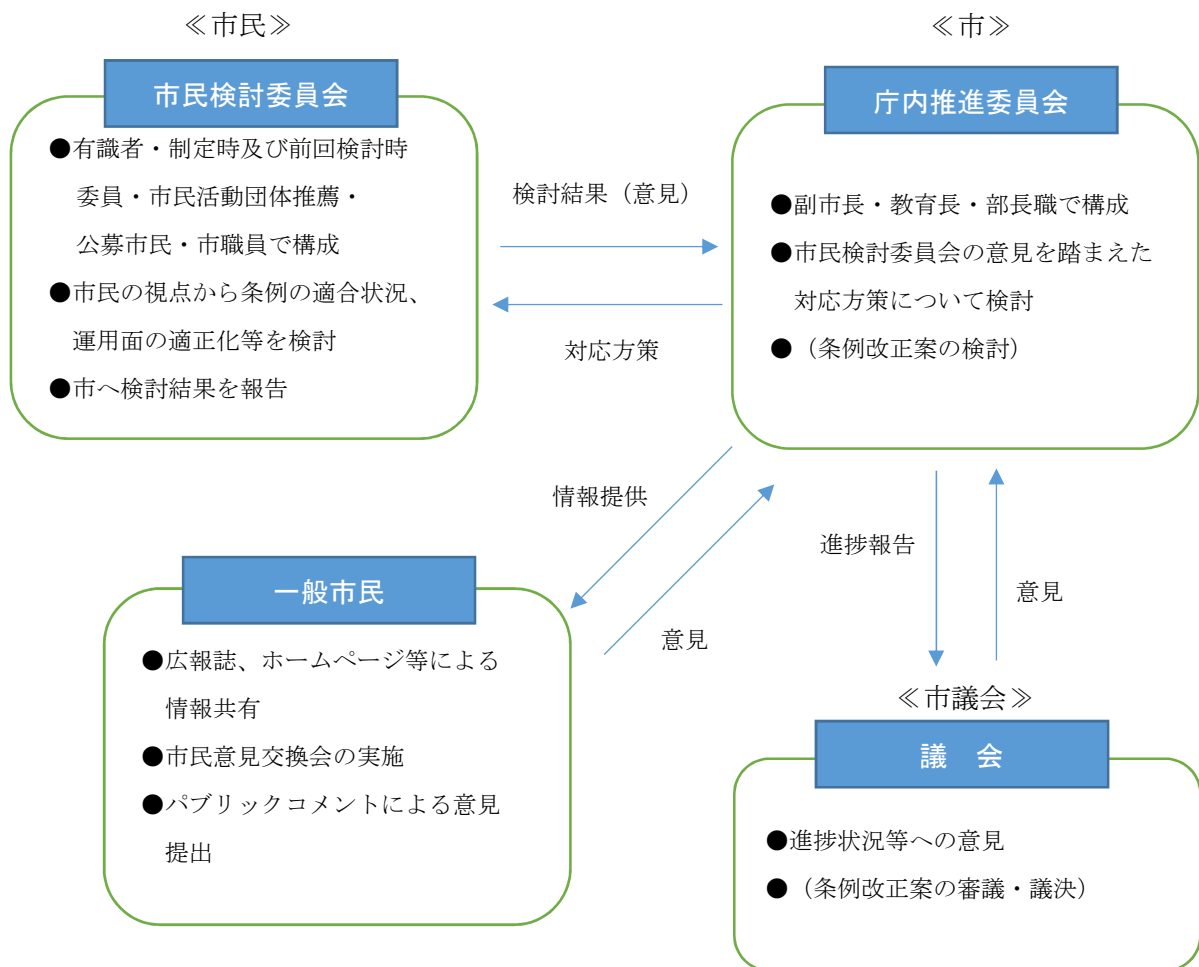 ≪市民≫
市民検討委員会
●有識者・制定時及び前回検討時
委員・市民活動団体推薦・
公募市民・市職員で構成
●市民の視点から条例の適合状況、
運用面の適正化等を検討
●市へ検討結果を報告
検討結果（意見）
対応方策
≪市≫
庁内推進委員会
●副市長・教育長・部長職で構成
●市民検討委員会の意見を踏まえた
対応方策について検討
●（条例改正案の検討）
情報提供
意見
進捗報告
意見
一般市民
●広報誌、ホームページ等による
情報共有
●市民意見交換会の実施
●パブリックコメントによる意見
提出
≪市議会≫
議　会
●進捗状況等への意見
●（条例改正案の審議・議決）